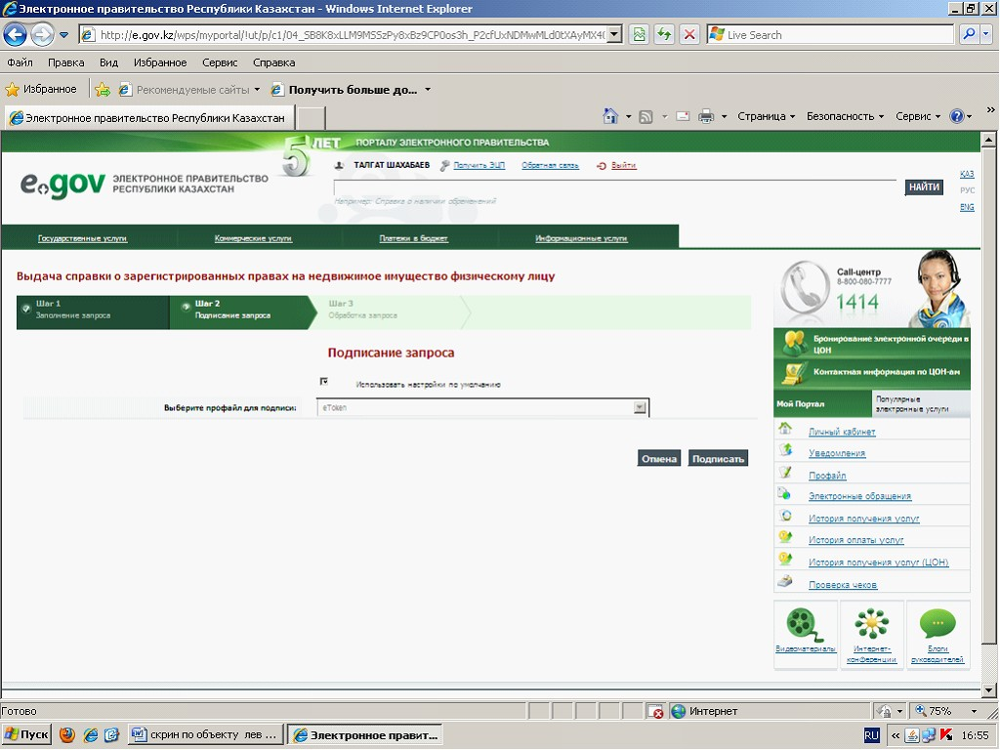 Электронное правительство Республики Казахстан - Windows Internet Explorer
http://e.gov.kz/wps/myportal/!ut/p/c1/04_SB8K8xLLM9MSSzPy8xBz9CP0os3h_P2cfUxNDMwMLd0tXAyMX4
Live Search
Файл Правка Вид Избранное Сервис Справка
Избранное Рекомендуемые сайты Получить больше до...
Электронное правительство Республики Казахстан Страница Безопасность Сервис »
5 ЛЕТ ПОРТАЛУ ЭЛЕКТРОННОГО ПРАВИТЕЛЬСТВА
ТАЛГАТ ШАХАБАЕВ Получить ЭЦП Обратная связь Выйти
e.gov ЭЛЕКТРОННОЕ ПРАВИТЕЛЬСТВО
РЕСПУБЛИКИ КАЗАХСТАН
НАЙТИ
Например: Справка о наличии обременений
ҚАЗ
РУС
ENG
Государственные услуги Коммерческие услуги Платежи в бюджет Информационные услуги
Выдача справки о зарегистрированных правах на недвижимое имущество физическому лицу
Шаг 1
Заполнение запроса
Шаг 2
Подписание запроса
Шаг 3
Обработка запроса
Подписание запроса
Использовать настройки по умолчанию
Выберите профайл для подписи: eToken
Отмена Подписать
Call-центр
8-800-080-7777
1414
Бронирование электронной очереди в
ЦОН
Контактная информация по ЦОН-ам
Мой Портал
Популярные
электронные услуги
Личный кабинет
Уведомления
Профайл
Электронные обращения
История получения услуг
История оплаты услуг
История получения услуг (ЦОН)
Проверка чеков
Видеоматериалы
Интернет-
конференции
Блоги
руководителей
Готово Интернет 75%
Пуск скрин по объекту лев ... Электронное правит... RU « 16:55